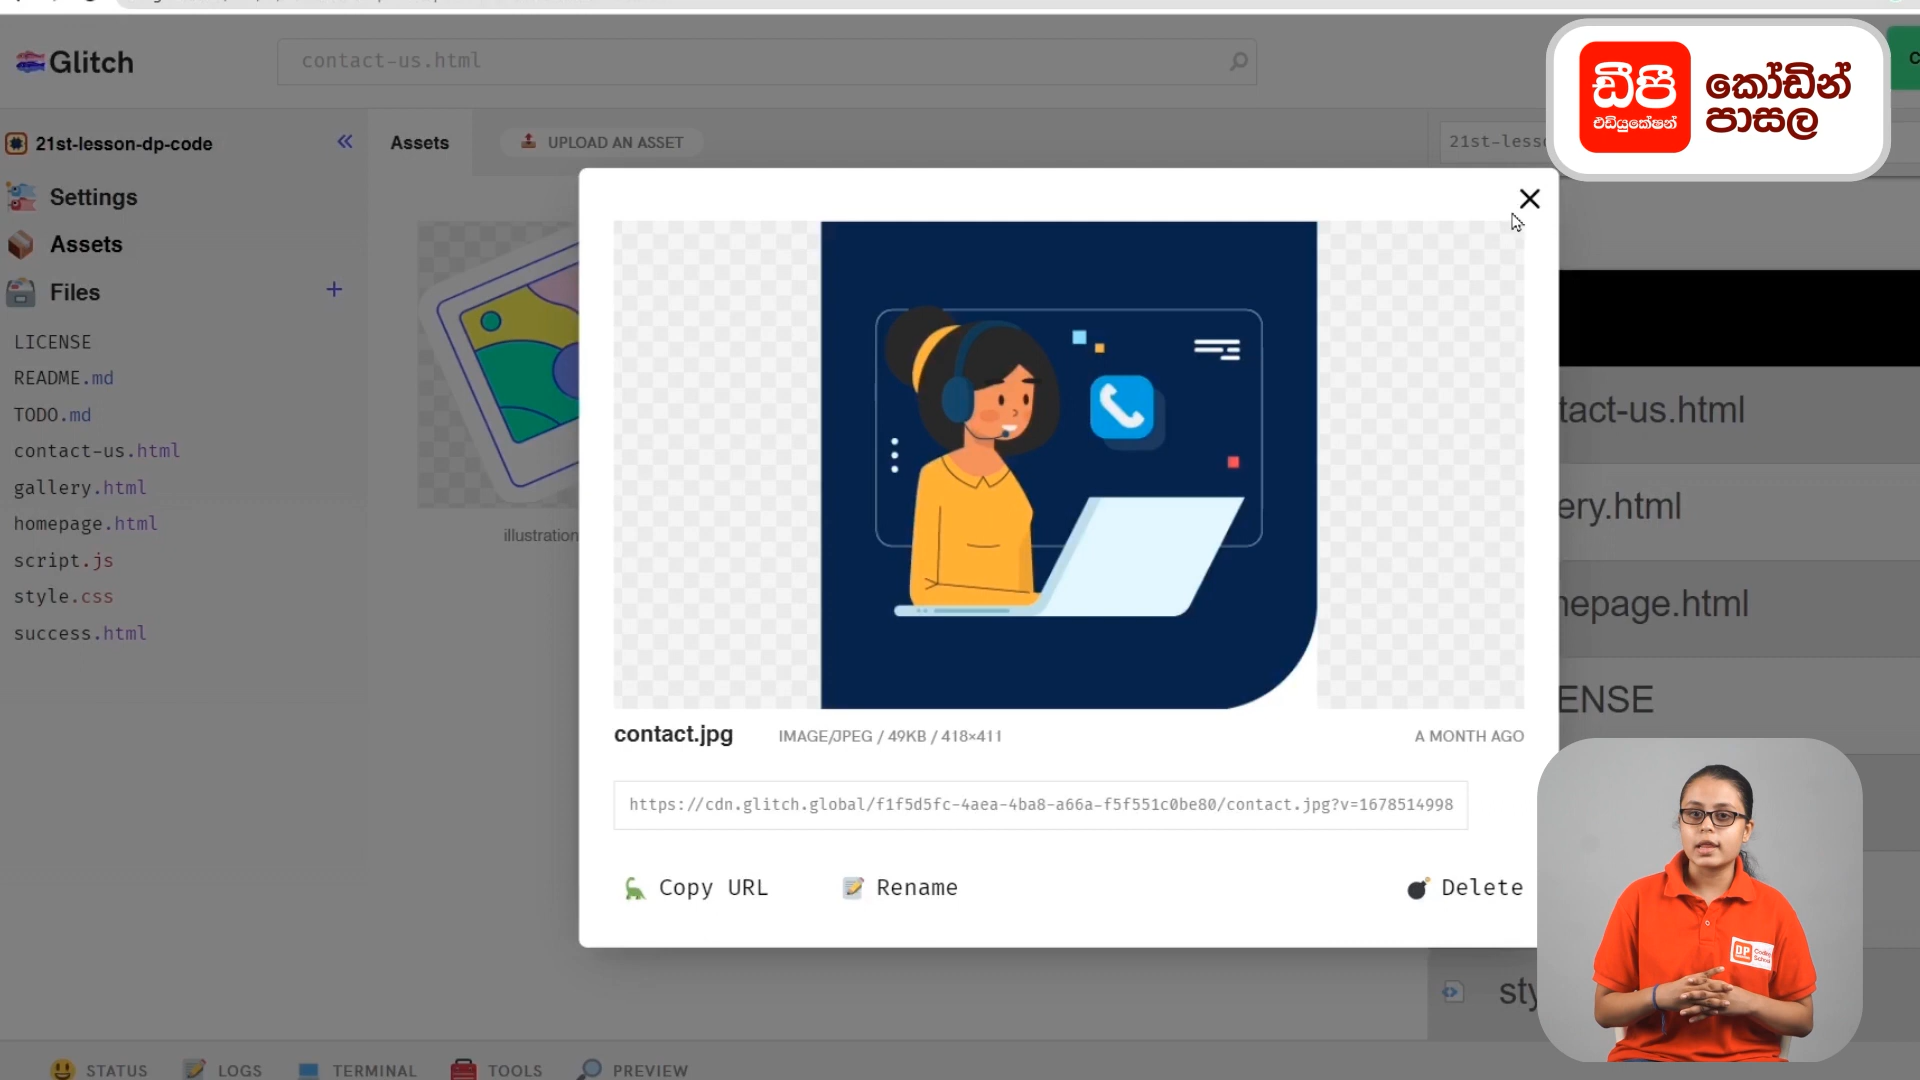 Glitch
contact-us.html
ඩීපී
එඩියුකේෂන්
කෝඩින්
පාසල
21st-lesson-dp-code
Assets
UPLOAD AN ASSET
21st-less
Settings
Assets
Files
LICENSE
README.md
TODO.md
contact-us.html
gallery.html
homepage.html
script.js
style.css
success.html
illustration
tact-us.html
ery.html
epage.html
ENSE
contact.jpg
IMAGE/JPEG / 49KB / 418×411
A MONTH AGO
https://cdn.glitch.global/f1f5d5fc-4aea-4ba8-a66a-f5f551c0be80/contact.jpg?v=1678514998
Copy URL
Rename
Delete
sty
DP
Coding
School
STATUS
LOGS
TERMINAL
TOOLS
PREVIEW